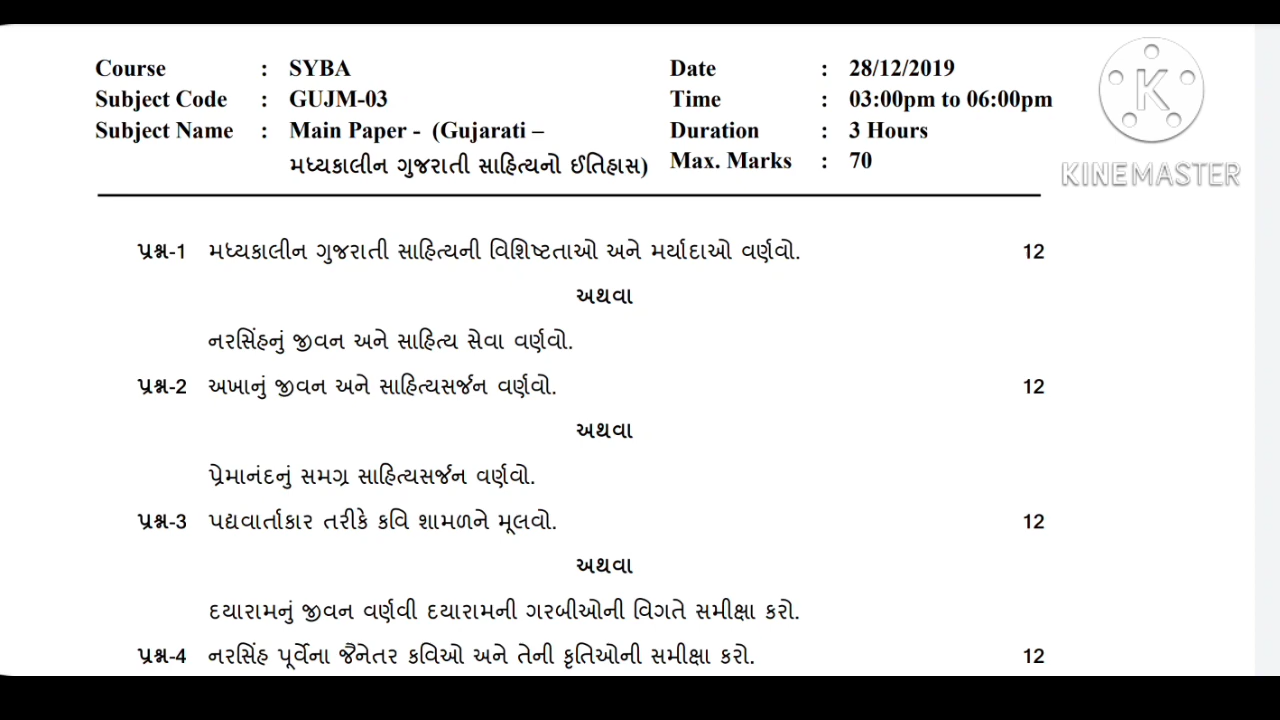 Course : SYBA Date : 28/12/2019
Subject Code : GUJM-03 Time : 03:00pm to 06:00pm
Subject Name : Main Paper - (Gujarati – Duration : 3 Hours
મધ્યકાલીન ગુજરાતી સાહિત્યનો ઈતિહાસ) Max. Marks : 70
K
KINEMASTER
પ્રશ્ન-1 મધ્યકાલીન ગુજરાતી સાહિત્યની વિશિષ્ટતાઓ અને મર્યાદાઓ વર્ણવો. 12
અથવા
નરસિંહનું જીવન અને સાહિત્ય સેવા વર્ણવો.
પ્રશ્ન-2 અખાનું જીવન અને સાહિત્યસર્જન વર્ણવો. 12
અથવા
પ્રેમાનંદનું સમગ્ર સાહિત્યસર્જન વર્ણવો.
પ્રશ્ન-3 પદ્યવાર્તાકાર તરીકે કવિ શામળને મૂલવો. 12
અથવા
દયારામનું જીવન વર્ણવી દયારામની ગરબીઓની વિગતે સમીક્ષા કરો.
પ્રશ્ન-4 નરસિંહ પૂર્વેના જૈનેતર કવિઓ અને તેની કૃતિઓની સમીક્ષા કરો. 12